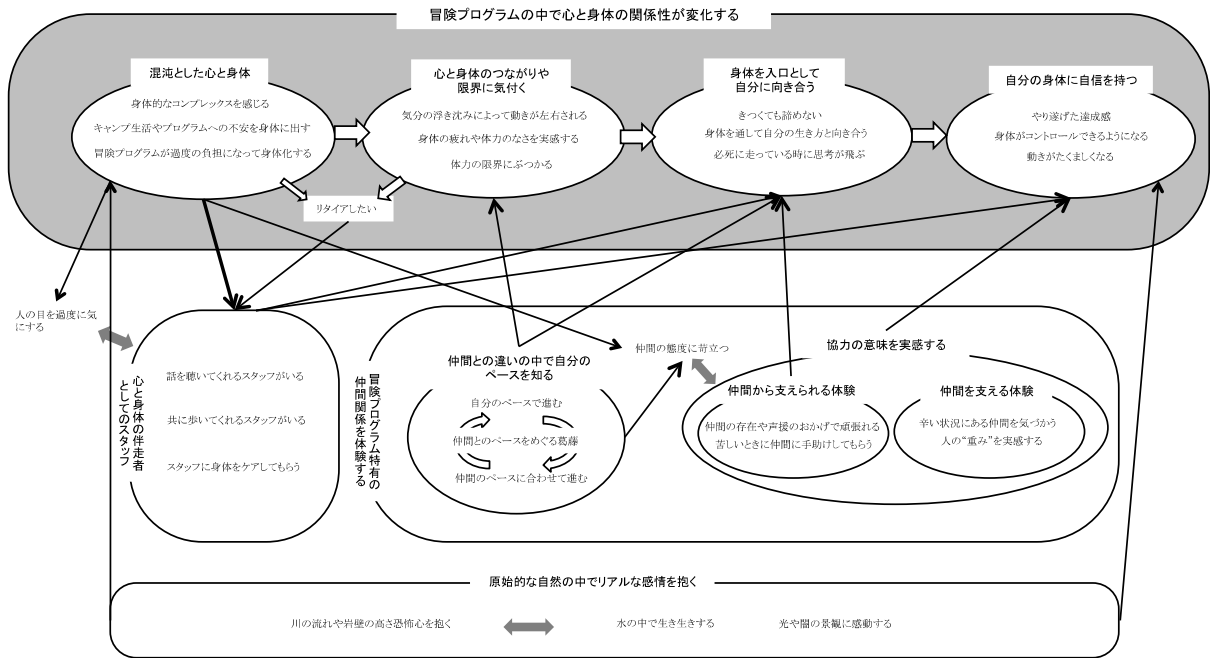 冒険プログラムの中で心と身体の関係性が変化する
混沌とした心と身体
身体的なコンプレックスを感じる
キャンプ生活やプログラムへの不安を身体に出す
冒険プログラムが過度の負担になって身体化する
心と身体のつながりや
限界に気付く
気分の浮き沈みによって動きが左右される
身体の疲れや体力のなさを実感する
体力の限界にぶつかる
身体を入口として
自分に向き合う
きつくても諦めない
身体を通して自分の生き方と向き合う
必死に走っている時に思考が飛ぶ
自分の身体に自信を持つ
やり遂げた達成感
身体がコントロールできるようになる
動きがたくましくなる
リタイアしたい
人の目を過度に気
にする
心と身体の伴走者
としてのスタッフ
話を聴いてくれるスタッフがいる
共に歩いてくれるスタッフがいる
スタッフに身体をケアしてもらう
冒険プログラム特有の
仲間関係を体験する
仲間との違いの中で自分の
ペースを知る
自分のペースで進む
仲間とのペースをめぐる葛藤
仲間のペースに合わせて進む
仲間の態度に苛立つ
協力の意味を実感する
仲間から支えられる体験
仲間の存在や声援のおかげで頑張れる
苦しいときに仲間に手助けしてもらう
仲間を支える体験
辛い状況にある仲間を気づかう
人の“重み”を実感する
原始的な自然の中でリアルな感情を抱く
川の流れや岩壁の高さ恐怖心を抱く
水の中で生き生きする
光や闇の景観に感動する